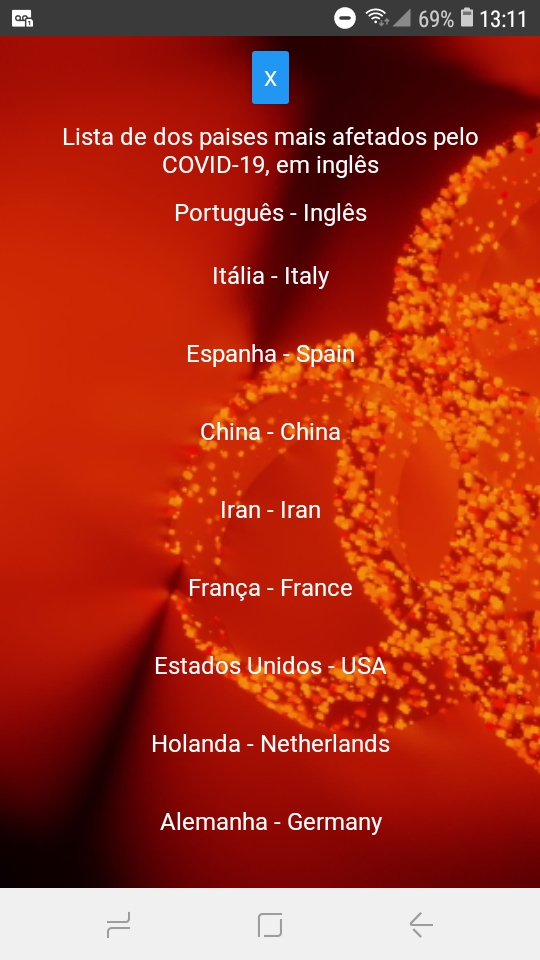 69% 13:11
X
Lista de dos paises mais afetados pelo
COVID-19, em inglês
Português - Inglês
Itália - Italy
Espanha - Spain
China - China
Iran - Iran
França - France
Estados Unidos - USA
Holanda - Netherlands
Alemanha - Germany